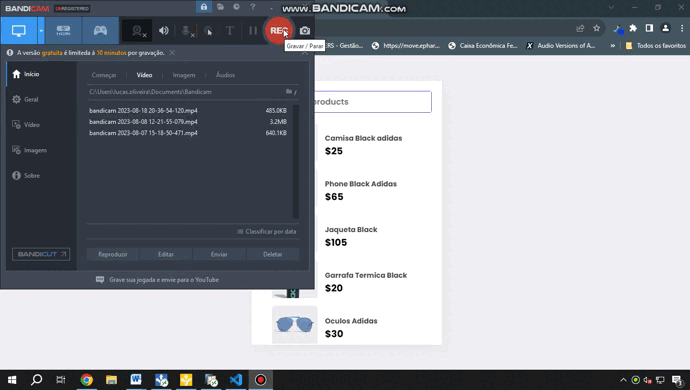 BANDICAM UNREGISTERED
www.BANDICAM.com
REC
Gravar / Parar
A versão gratuita é limitada à 10 minutos por gravação.
ERS - Gestão...
https://move.ephar...
Caixa Econômica Fe...
Audio Versions of A...
Todos os favoritos
Início
Geral
Vídeo
Imagem
Sobre
BANDICUT
Começar
Vídeo
Imagem
Áudios
bandicam 2023-08-18 20-36-54-120.mp4 485.0KB
bandicam 2023-08-08 12-21-55-079.mp4 3.2MB
bandicam 2023-08-07 15-18-50-471.mp4 640.1KB
Classificar por data
Reproduzir
Editar
Enviar
Deletar
Grave sua jogada e envie para o YouTube
products
Camisa Black adidas
$25
Phone Black Adidas
$65
Jaqueta Black
$105
Garrafa Termica Black
$20
Oculos Adidas
$30